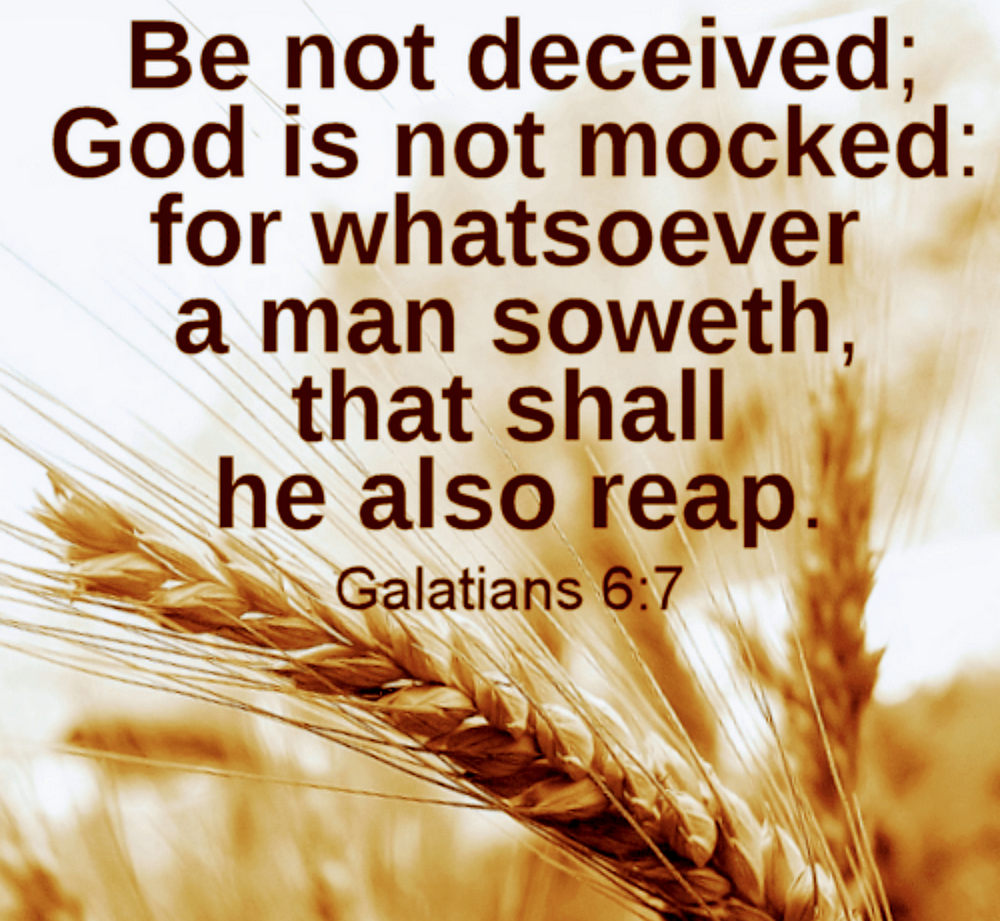 Be not deceived;
God is not mocked:
for whatsoever
a man soweth,
that shall
he also reap.
Galatians 6:7